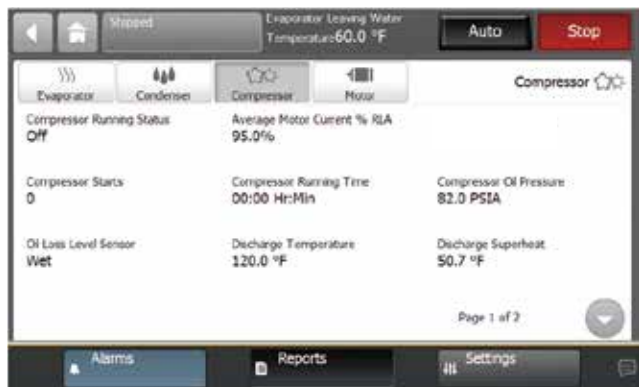 Stopped
Evaporator Leaving Water
Temperature 60.0 °F
Auto
Stop
Evaporator
Condenser
Compressor
Motor
Compressor
Compressor Running Status
Off
Average Motor Current % RLA
95.0%
Compressor Starts
0
Compressor Running Time
00:00 Hr:Min
Compressor Oil Pressure
82.0 PSIA
Oil Loss Level Sensor
Wet
Discharge Temperature
120.0 °F
Discharge Superheat
50.7 °F
Page 1 of 2
Alarms
Reports
Settings